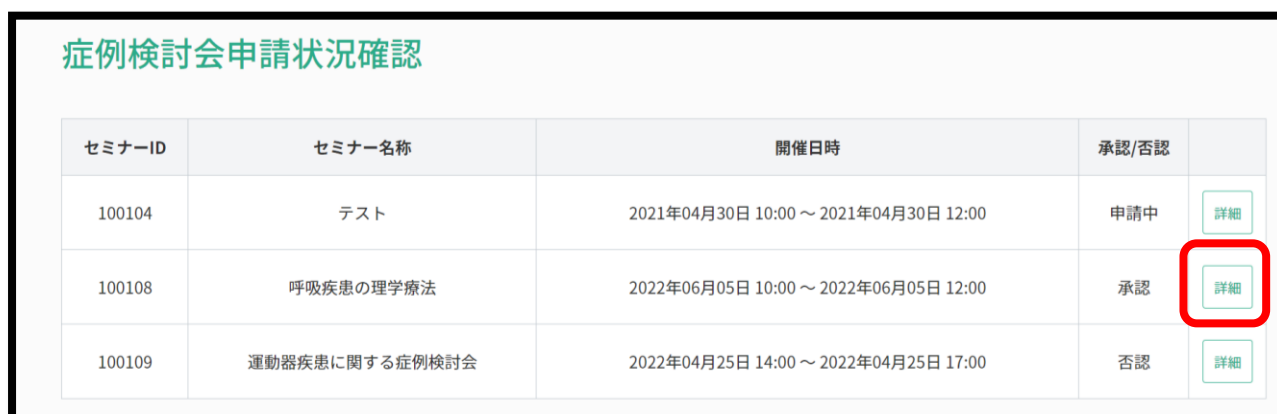 症例検討会申請状況確認
セミナーID セミナー名称 開催日時 承認/否認
100104 テスト 2021年04月30日 10:00 ～ 2021年04月30日 12:00 申請中 詳細
100108 呼吸疾患の理学療法 2022年06月05日 10:00 ～ 2022年06月05日 12:00 承認 詳細
100109 運動器疾患に関する症例検討会 2022年04月25日 14:00 ～ 2022年04月25日 17:00 否認 詳細